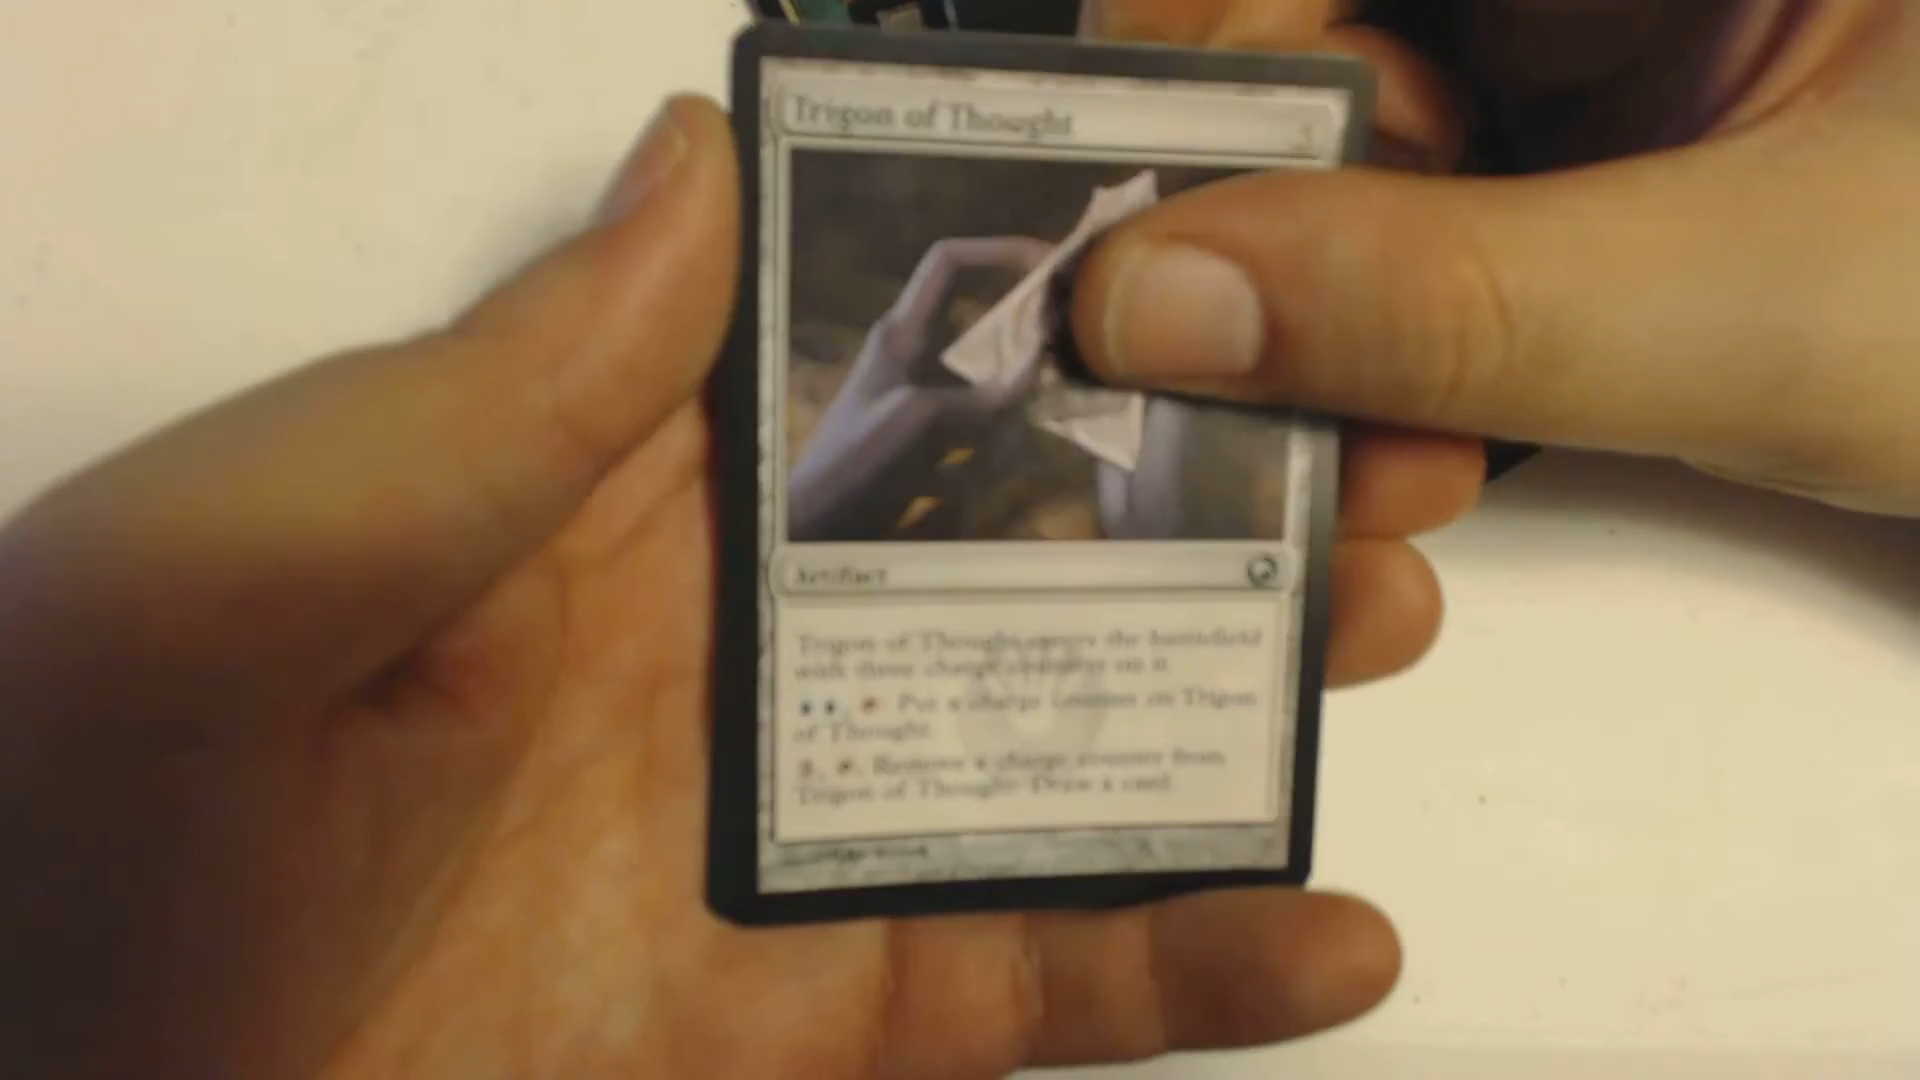 Trigon of Thought
Artifact
Trigon of Thought enters the battlefield
with three charge counters on it.
Put a charge counter on Trigon
of Thought.
2, Remove a charge counter from
Trigon of Thought: Draw a card.